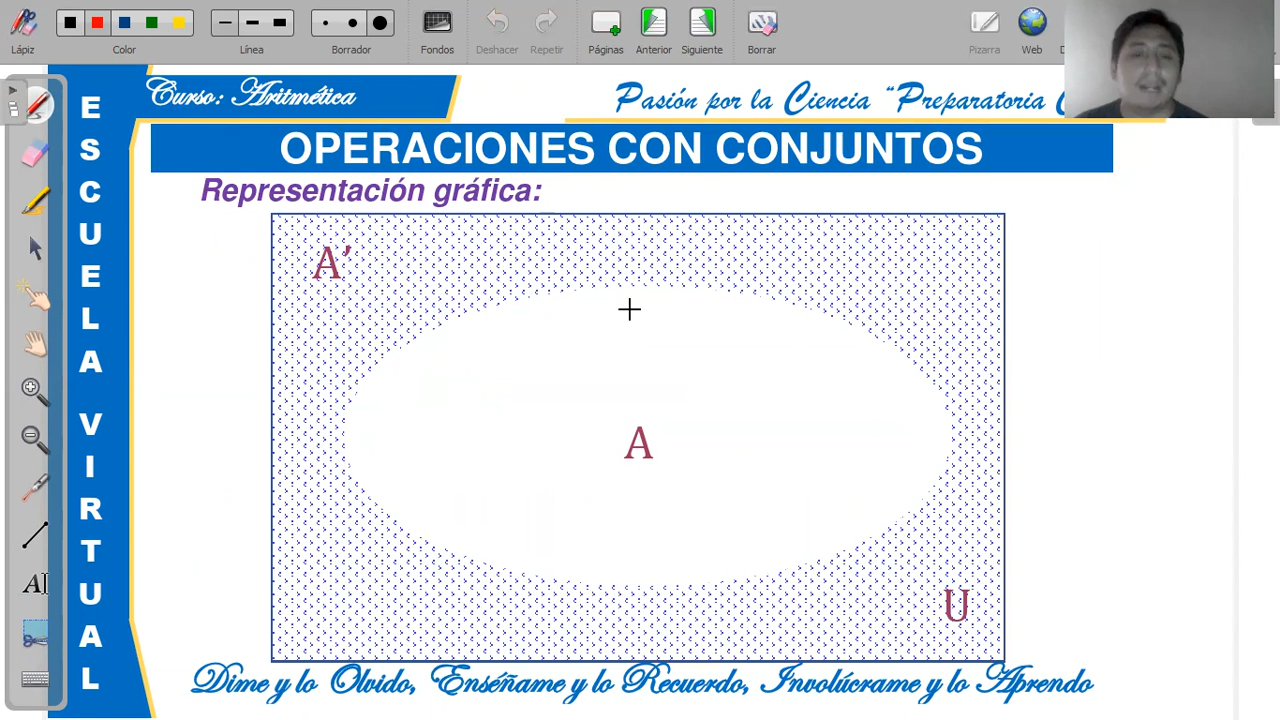 Lápiz
Color
Línea
Borrador
Fondos
Deshacer
Repetir
Páginas
Anterior
Siguiente
Borrar
Pizarra
Web
Curso: Aritmética
Pasión por la Ciencia “Preparatoria
OPERACIONES CON CONJUNTOS
Representación gráfica:
A’
A
U
ESCUELA VIRTUAL
Dime y lo Olvido, Enséñame y lo Recuerdo, Involúcrame y lo Aprendo